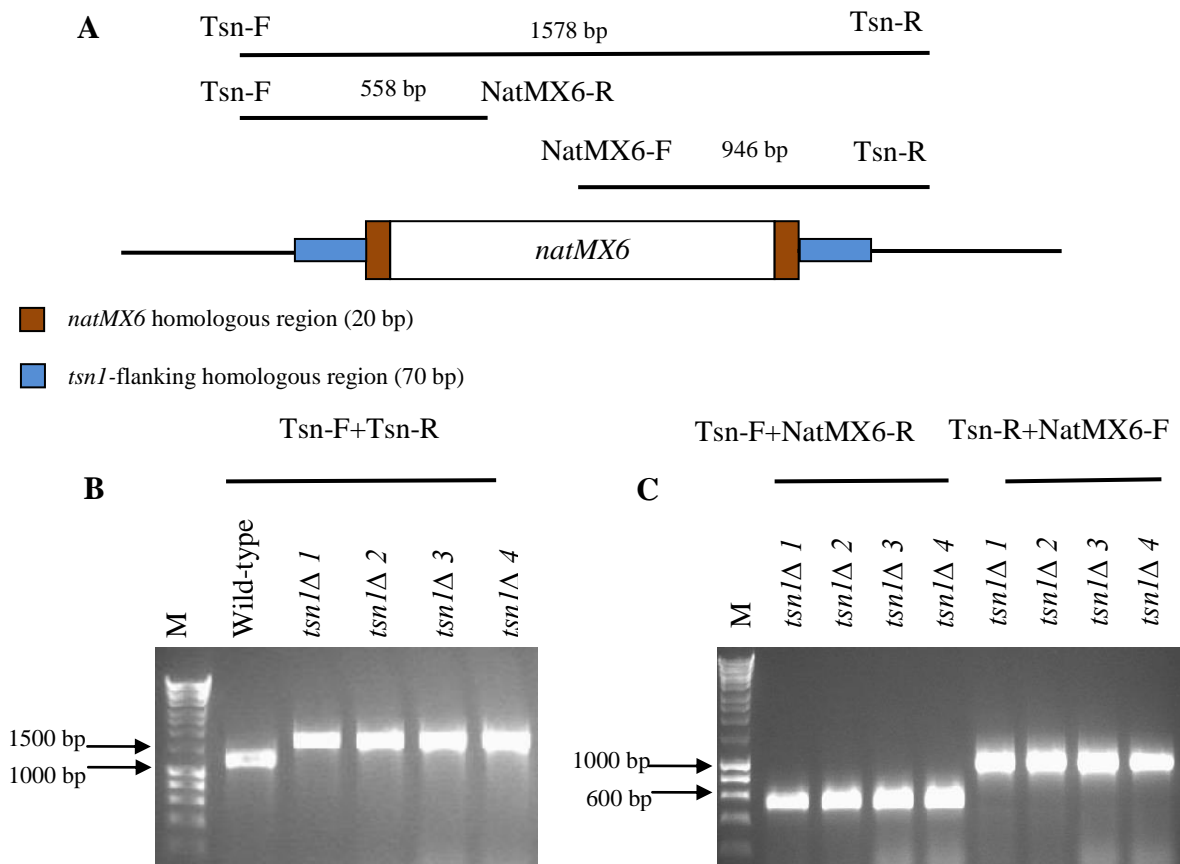 A
Tsn-F 1578 bp Tsn-R
Tsn-F 558 bp NatMX6-R
NatMX6-F 946 bp Tsn-R
natMX6
natMX6 homologous region (20 bp)
tsn1-flanking homologous region (70 bp)
Tsn-F+Tsn-R
B
M
Wild-type
tsn1Δ 1
tsn1Δ 2
tsn1Δ 3
tsn1Δ 4
1500 bp
1000 bp
Tsn-F+NatMX6-R Tsn-R+NatMX6-F
C
M
tsn1Δ 1
tsn1Δ 2
tsn1Δ 3
tsn1Δ 4
tsn1Δ 1
tsn1Δ 2
tsn1Δ 3
tsn1Δ 4
1000 bp
600 bp